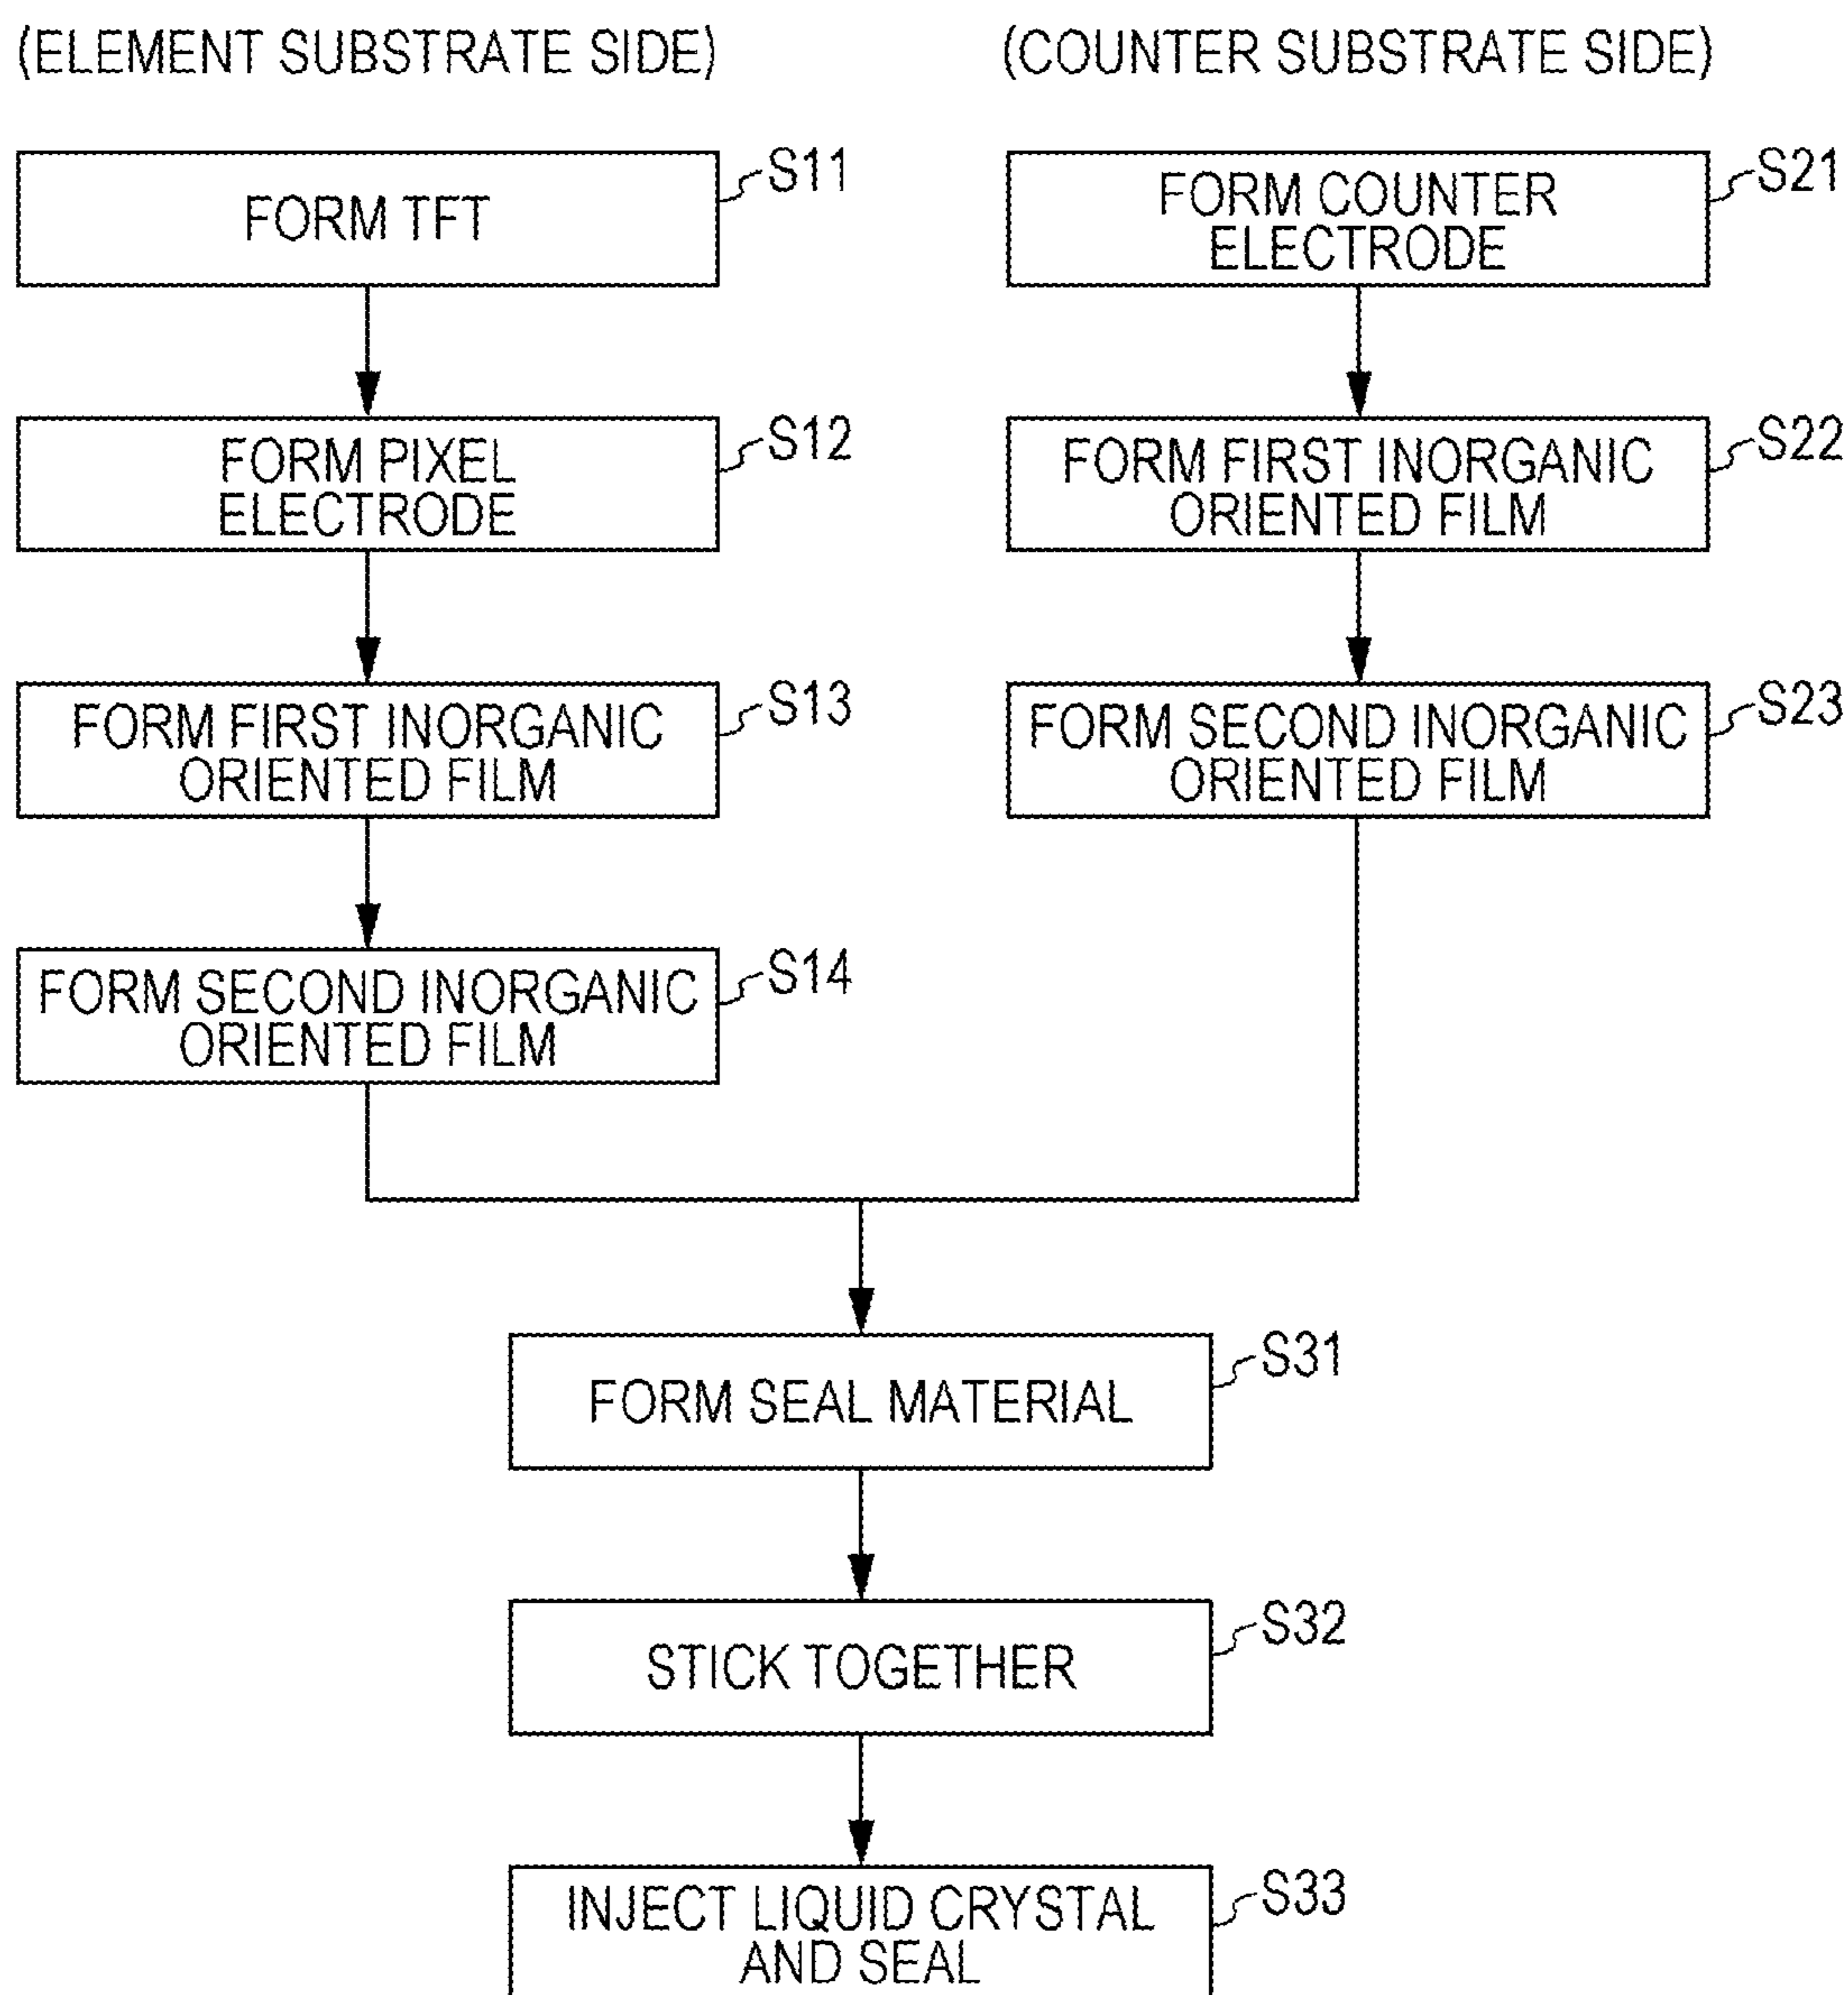 (ELEMENT SUBSTRATE SIDE)
FORM TFT
S11
FORM PIXEL
ELECTRODE
S12
FORM FIRST INORGANIC
ORIENTED FILM
S13
FORM SECOND INORGANIC
ORIENTED FILM
S14
(COUNTER SUBSTRATE SIDE)
FORM COUNTER
ELECTRODE
S21
FORM FIRST INORGANIC
ORIENTED FILM
S22
FORM SECOND INORGANIC
ORIENTED FILM
S23
FORM SEAL MATERIAL
S31
STICK TOGETHER
S32
INJECT LIQUID CRYSTAL
AND SEAL
S33